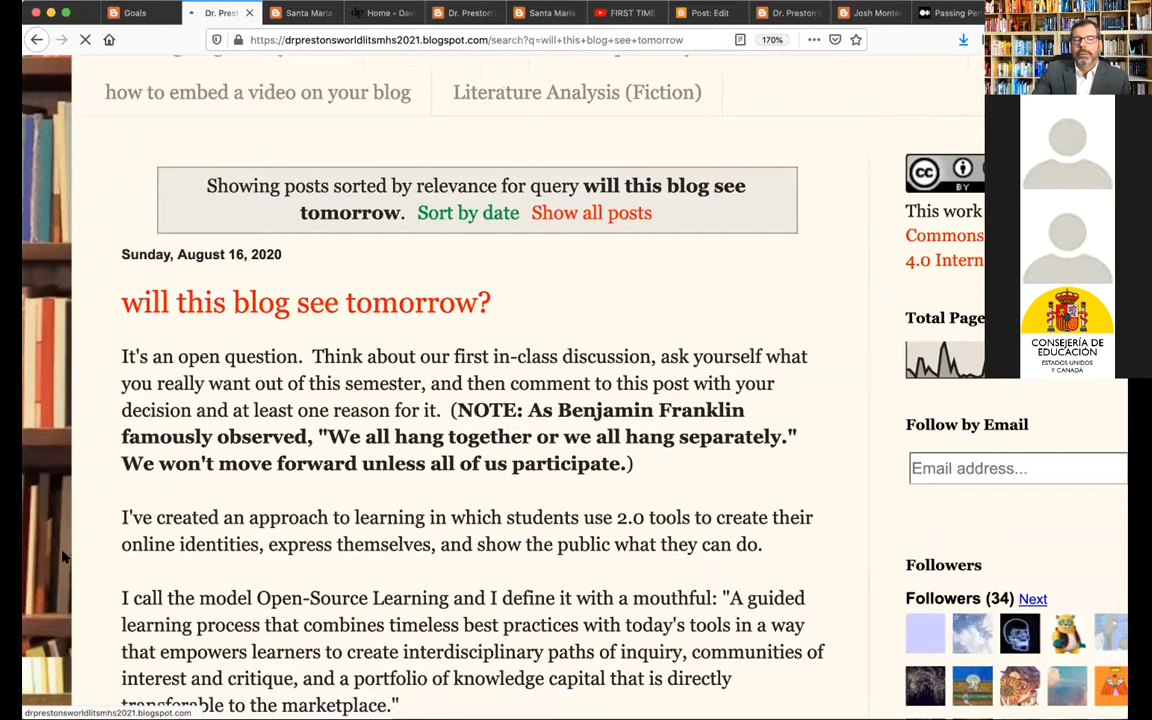 Goals
Dr. Prest
Santa Maria
Home - Dav
Dr. Preston'
Santa Maria
FIRST TIME
Post: Edit
Dr. Preston'
Josh Monte
Passing Per
https://drprestonsworldlitsmhs2021.blogspot.com/search?q=will+this+blog+see+tomorrow
170%
how to embed a video on your blog
Literature Analysis (Fiction)
Showing posts sorted by relevance for query will this blog see
tomorrow. Sort by date Show all posts
Sunday, August 16, 2020
will this blog see tomorrow?
It's an open question. Think about our first in-class discussion, ask yourself what
you really want out of this semester, and then comment to this post with your
decision and at least one reason for it. (NOTE: As Benjamin Franklin
famously observed, "We all hang together or we all hang separately."
We won't move forward unless all of us participate.)
I've created an approach to learning in which students use 2.0 tools to create their
online identities, express themselves, and show the public what they can do.
I call the model Open-Source Learning and I define it with a mouthful: "A guided
learning process that combines timeless best practices with today's tools in a way
that empowers learners to create interdisciplinary paths of inquiry, communities of
interest and critique, and a portfolio of knowledge capital that is directly
transferable to the marketplace."
drprestonsworldlitsmhs2021.blogspot.com
cc
BY
This work
Commons
4.0 Intern
Total Page
Follow by Email
Email address...
Followers
Followers (34) Next
CONSEJERÍA DE
EDUCACIÓN
ESTADOS UNIDOS
Y CANADÁ